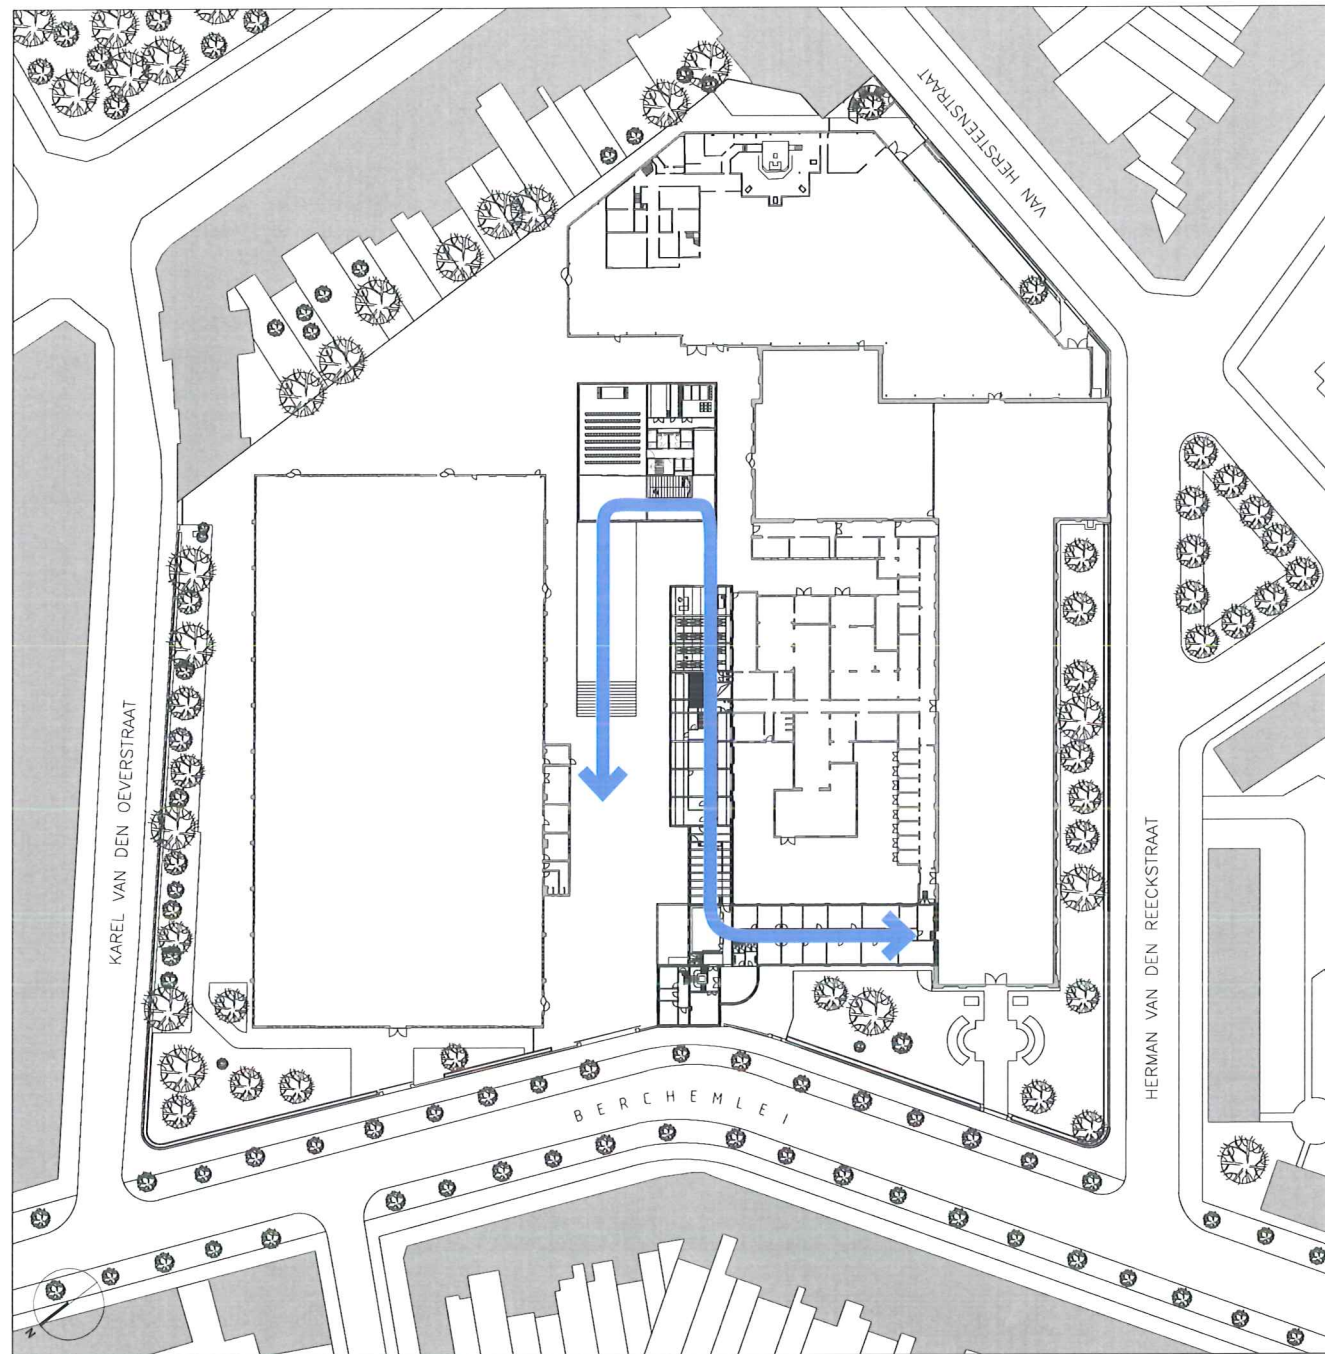 VAN HERSTEENSTRAAT
KAREL VAN DEN OEVERSTRAAT
HERMAN VAN DEN REECKSTRAAT
BERCHEMLEI
N